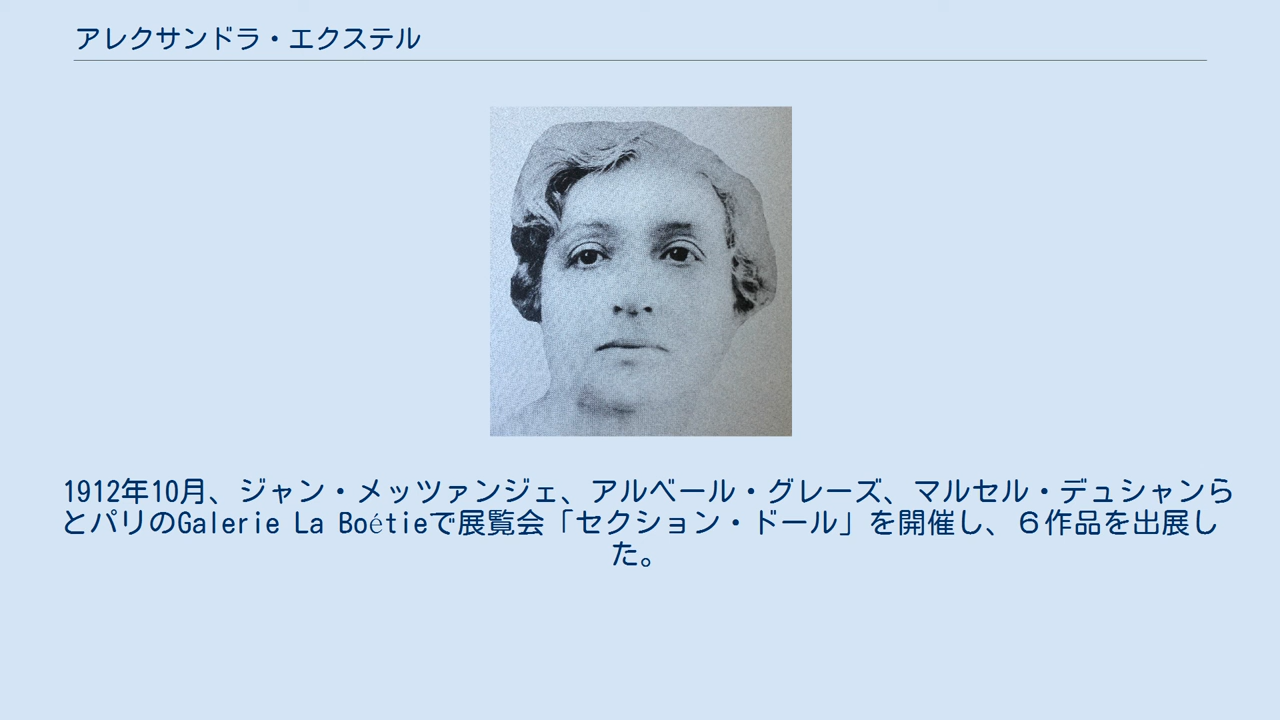 アレクサンドラ・エクステル
1912年10月、ジャン・メッツァンジェ、アルベール・グレーズ、マルセル・デュシャンら
とパリのGalerie La Boétieで展覧会「セクション・ドール」を開催し、６作品を出展し
た。